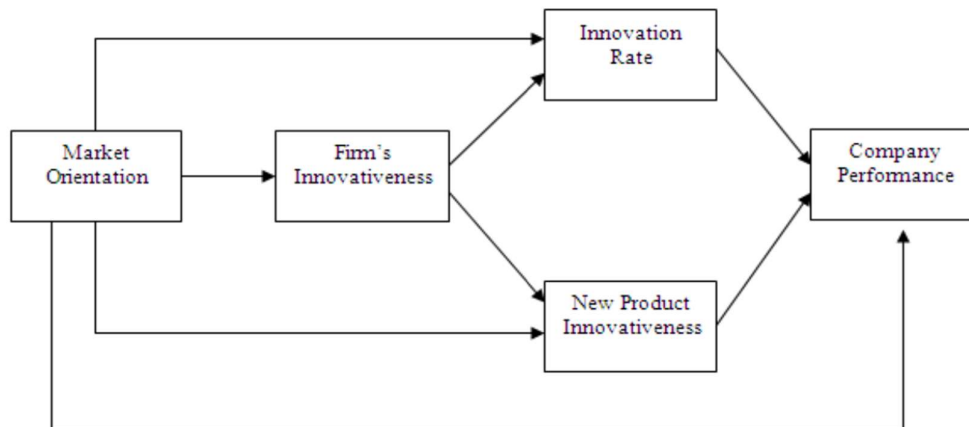 Innovation
Rate
Market
Orientation
Firm's
Innovativeness
Company
Performance
New Product
Innovativeness